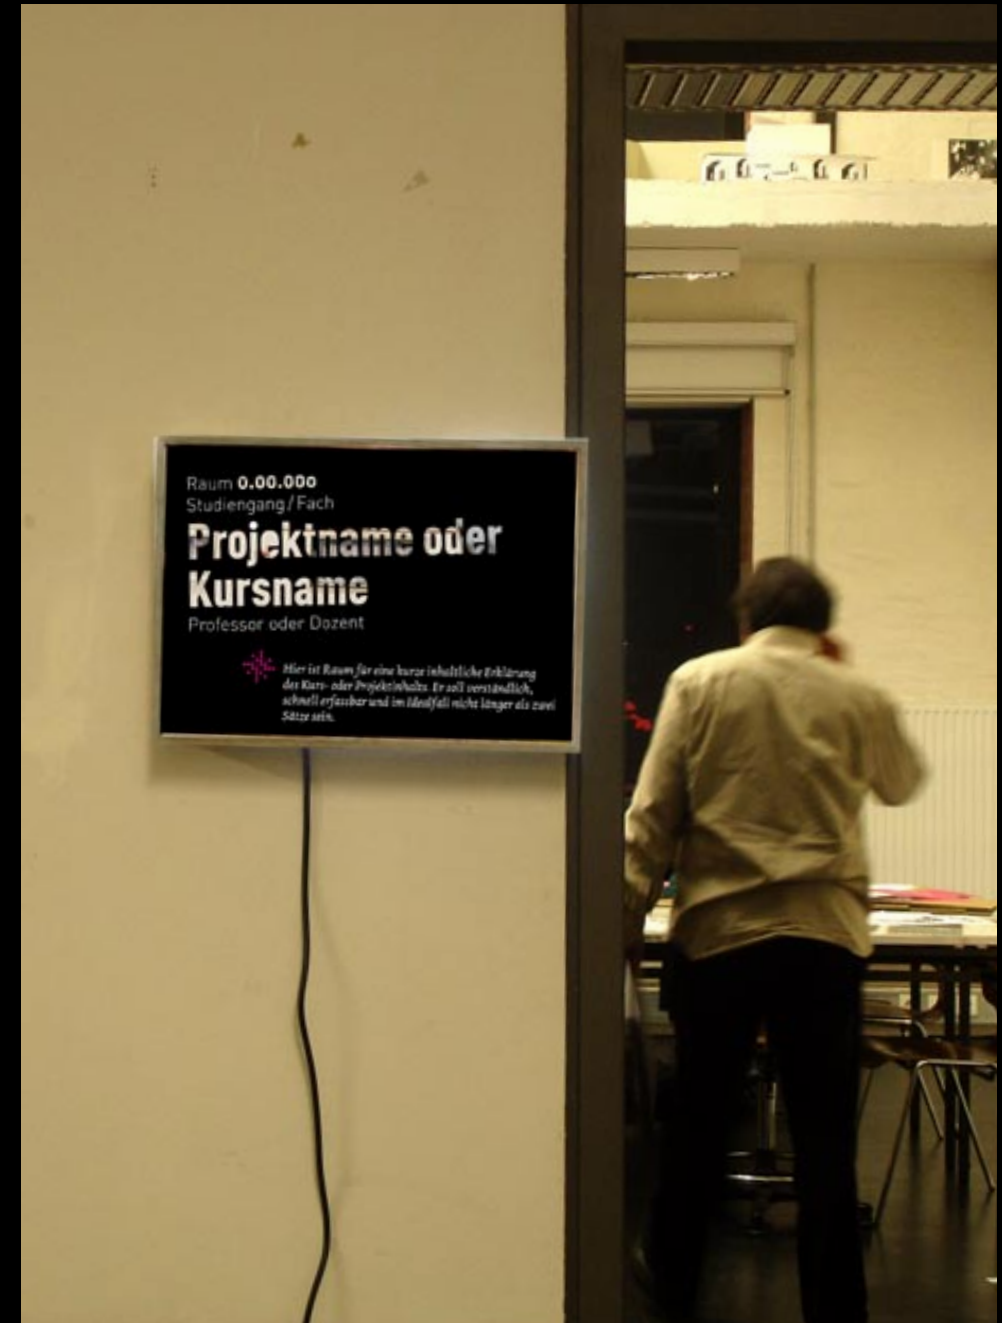 Raum 0.00.000
Studiengang/Fach
Projektname oder
Kursname
Professor oder Dozent
Hier ist Raum für eine kurze inhaltliche Erklärung
des Kurs- oder Projektinhalts. Er soll verständlich,
schnell erfassbar und im Idealfall nicht länger als zwei
Sätze sein.